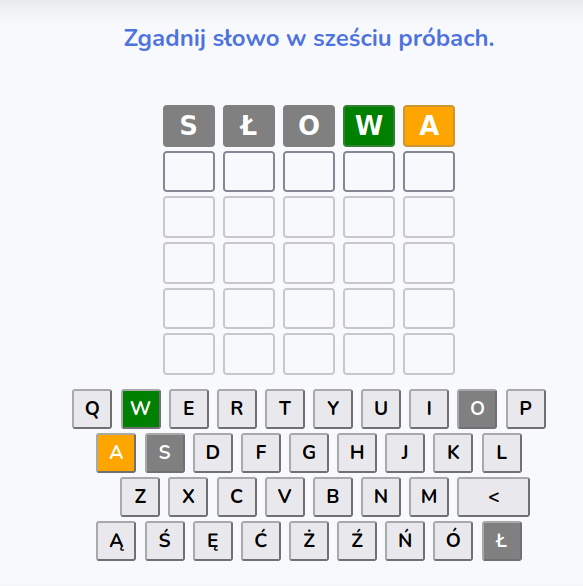 Zgadnij słowo w sześciu próbach.
S Ł O W A
Q W E R T Y U I O P
A S D F G H J K L
Z X C V B N M <
Ą Ś Ę Ć Ż Ź Ń Ó Ł